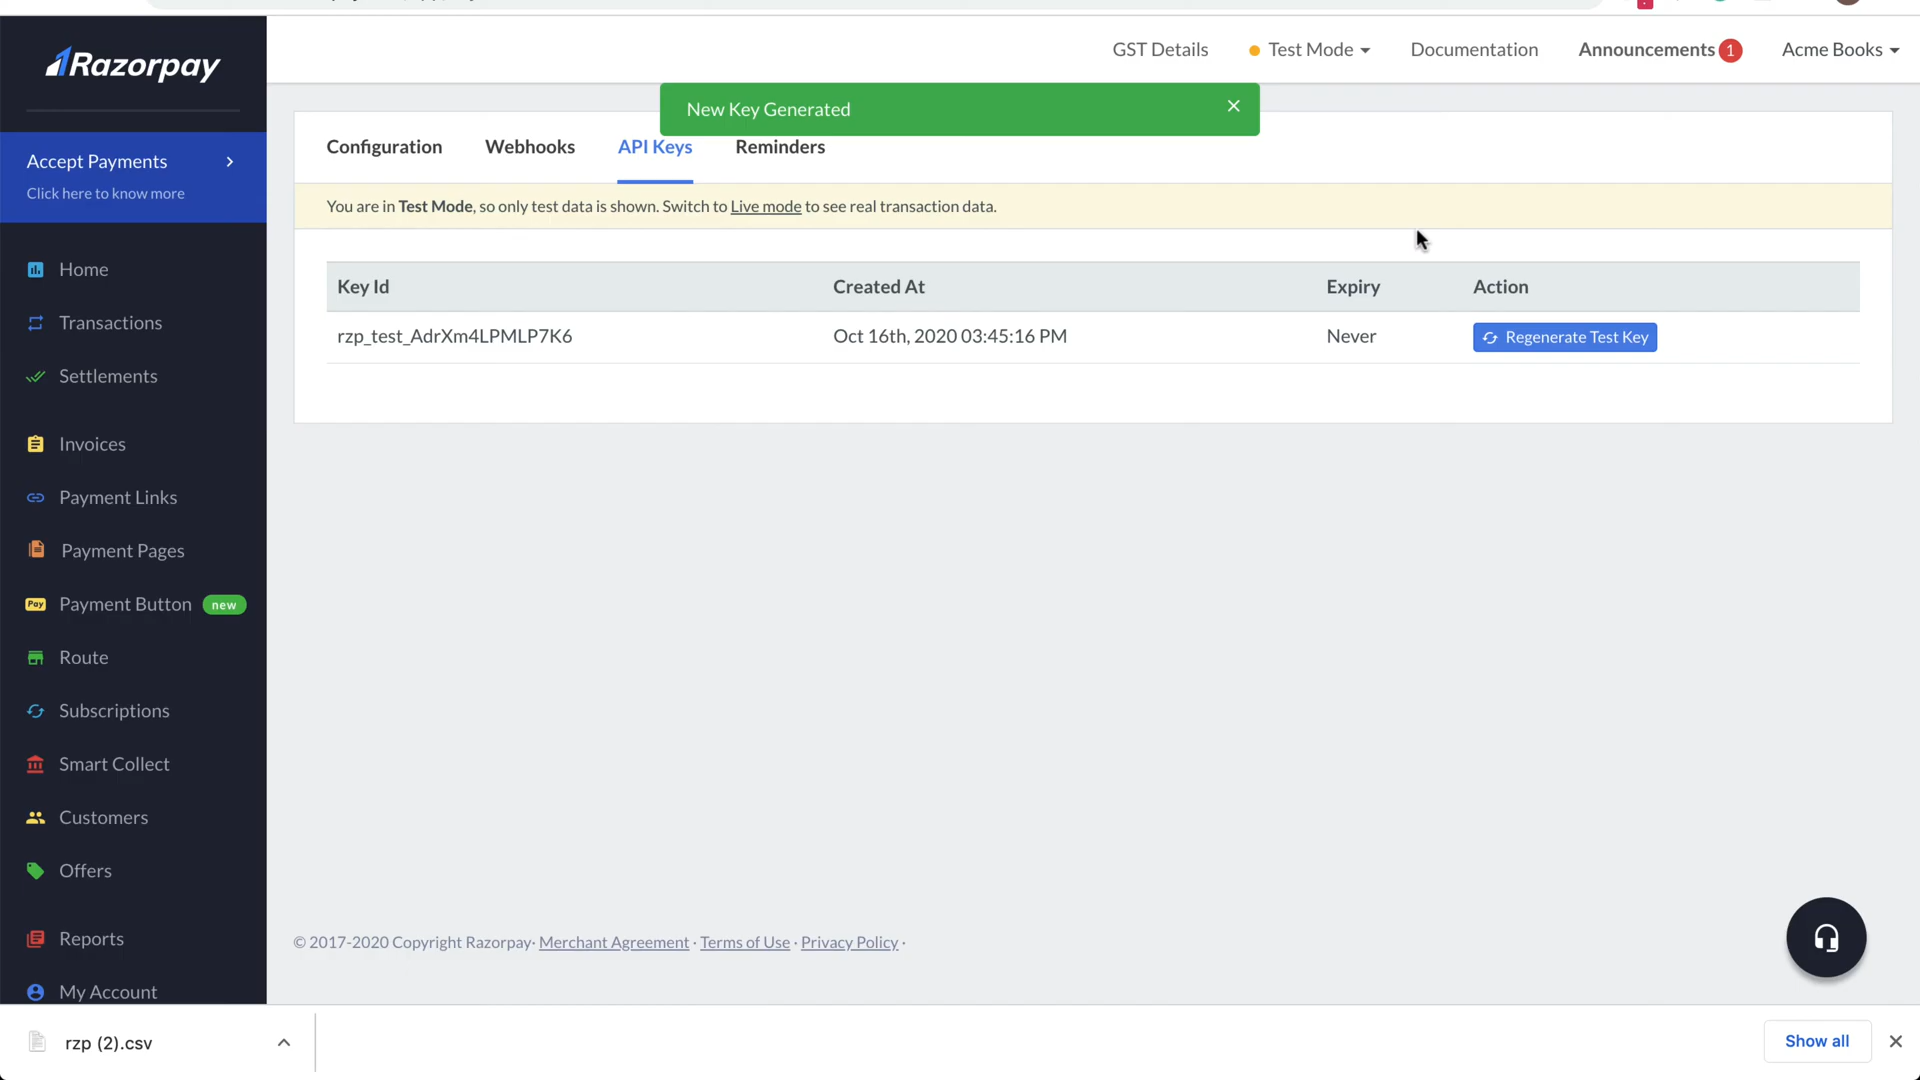 Razorpay
GST Details
Test Mode
Documentation
Announcements 1
Acme Books
New Key Generated
Accept Payments
Click here to know more
Home
Transactions
Settlements
Invoices
Payment Links
Payment Pages
Pay Payment Button new
Route
Subscriptions
Smart Collect
Customers
Offers
Reports
My Account
Configuration Webhooks API Keys Reminders
You are in Test Mode, so only test data is shown. Switch to Live mode to see real transaction data.
Key Id Created At Expiry Action
rzp_test_AdrXm4LPMLP7K6 Oct 16th, 2020 03:45:16 PM Never Regenerate Test Key
© 2017-2020 Copyright Razorpay· Merchant Agreement · Terms of Use · Privacy Policy ·
rzp (2).csv
Show all